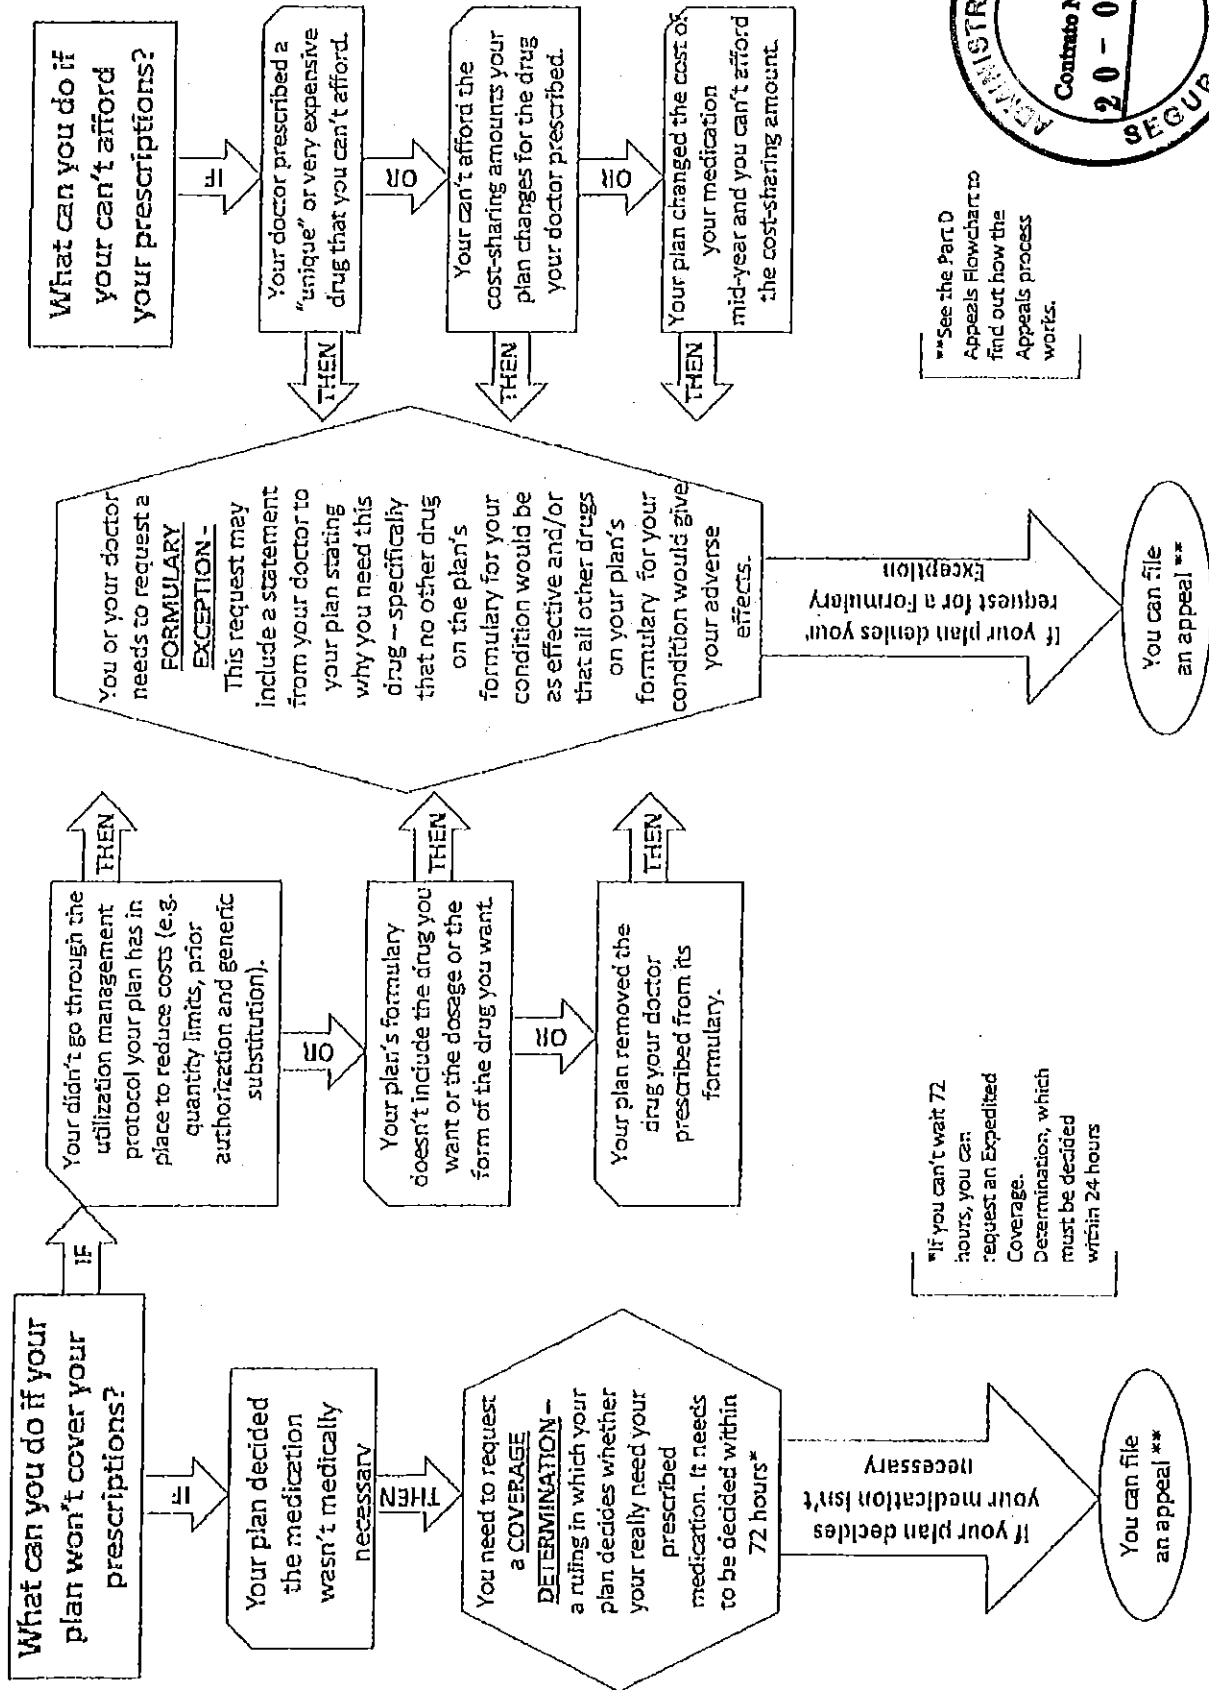 What can you do if your
plan won't cover your
prescriptions?
IF
Your plan decided
the medication
wasn't medically
necessary
THEN
You need to request
a COVERAGE
DETERMINATION –
a ruling in which your
plan decides whether
your really need your
prescribed
medication. It needs
to be decided within
72 hours*
If your plan decides
your medication isn't
necessary
You can file
an appeal **
IF
Your didn't go through the
utilization management
protocol your plan has in
place to reduce costs (e.g.
quantity limits, prior
authorization and generic
substitution).
THEN
OR
Your plan's formulary
doesn't include the drug you
want or the dosage or the
form of the drug you want.
THEN
OR
Your plan removed the
drug your doctor
prescribed from its
formulary.
THEN
*If you can't wait 72
hours, you can
request an Expedited
Coverage.
Determination, which
must be decided
within 24 hours
You or your doctor
needs to request a
FORMULARY
EXCEPTION -
This request may
include a statement
from your doctor to
your plan stating
why you need this
drug – specifically
that no other drug
on the plan's
formulary for your
condition would be
as effective and/or
that all other drugs
on your plan's
formulary for your
condition would give
your adverse
effects.
If your plan denies your
request for a Formulary
Exception
You can file
an appeal **
What can you do if
your can't afford
your prescriptions?
IF
Your doctor prescribed a
"unique" or very expensive
drug that you can't afford.
THEN
OR
Your can't afford the
cost-sharing amounts your
plan changes for the drug
your doctor prescribed.
THEN
OR
Your plan changed the cost of
your medication
mid-year and you can't afford
the cost-sharing amount.
THEN
**See the Part D
Appeals Flowchart to
find out how the
Appeals process
works.
ADMINISTR
Contrato N
20-0
SEGUR